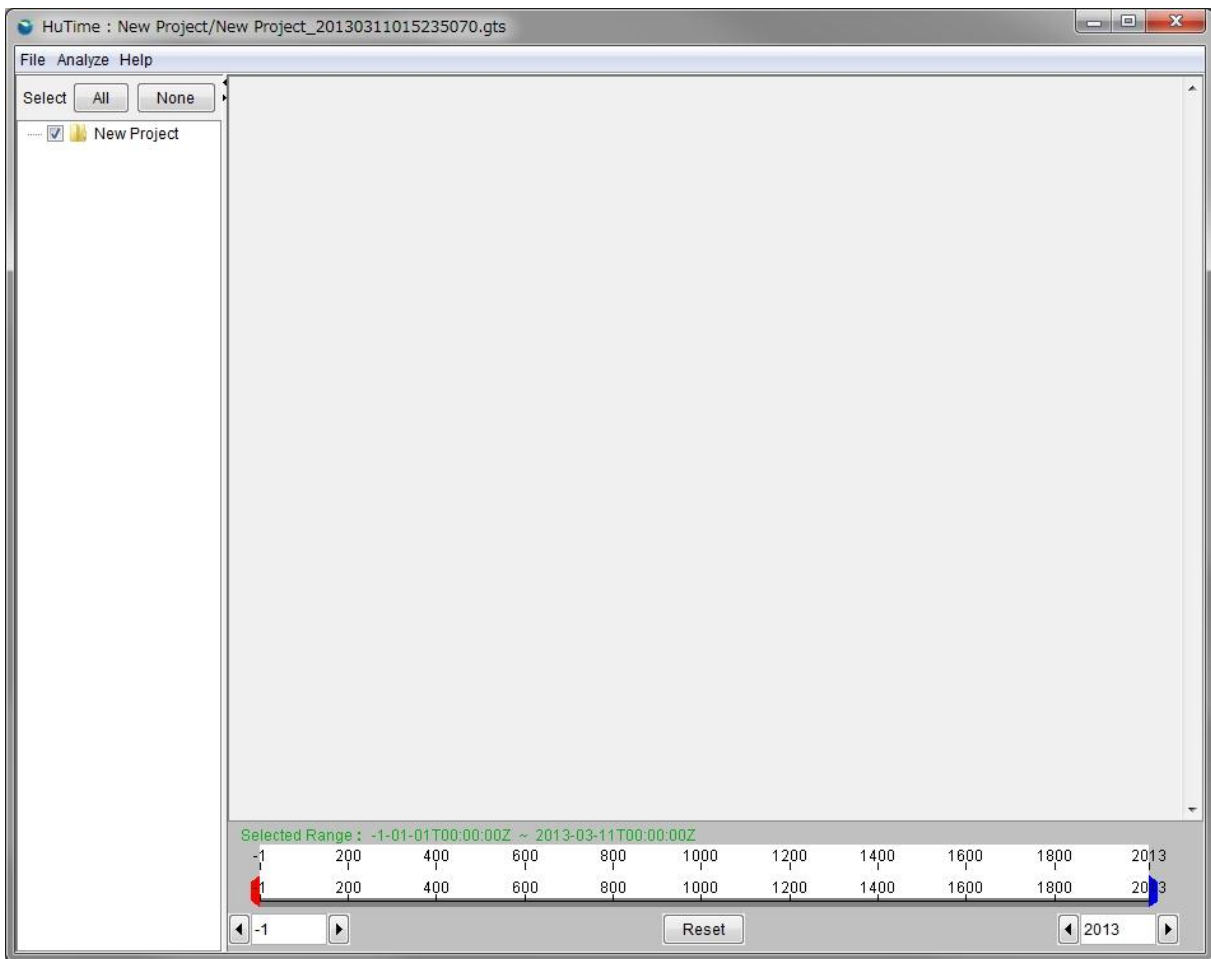 HuTime : New Project/New Project_20130311015235070.gts
File Analyze Help
Select All None
New Project
Selected Range : -1-01-01T00:00:00Z ~ 2013-03-11T00:00:00Z
-1 200 400 600 800 1000 1200 1400 1600 1800 2013
200 400 600 800 1000 1200 1400 1600 1800
-1 Reset 2013